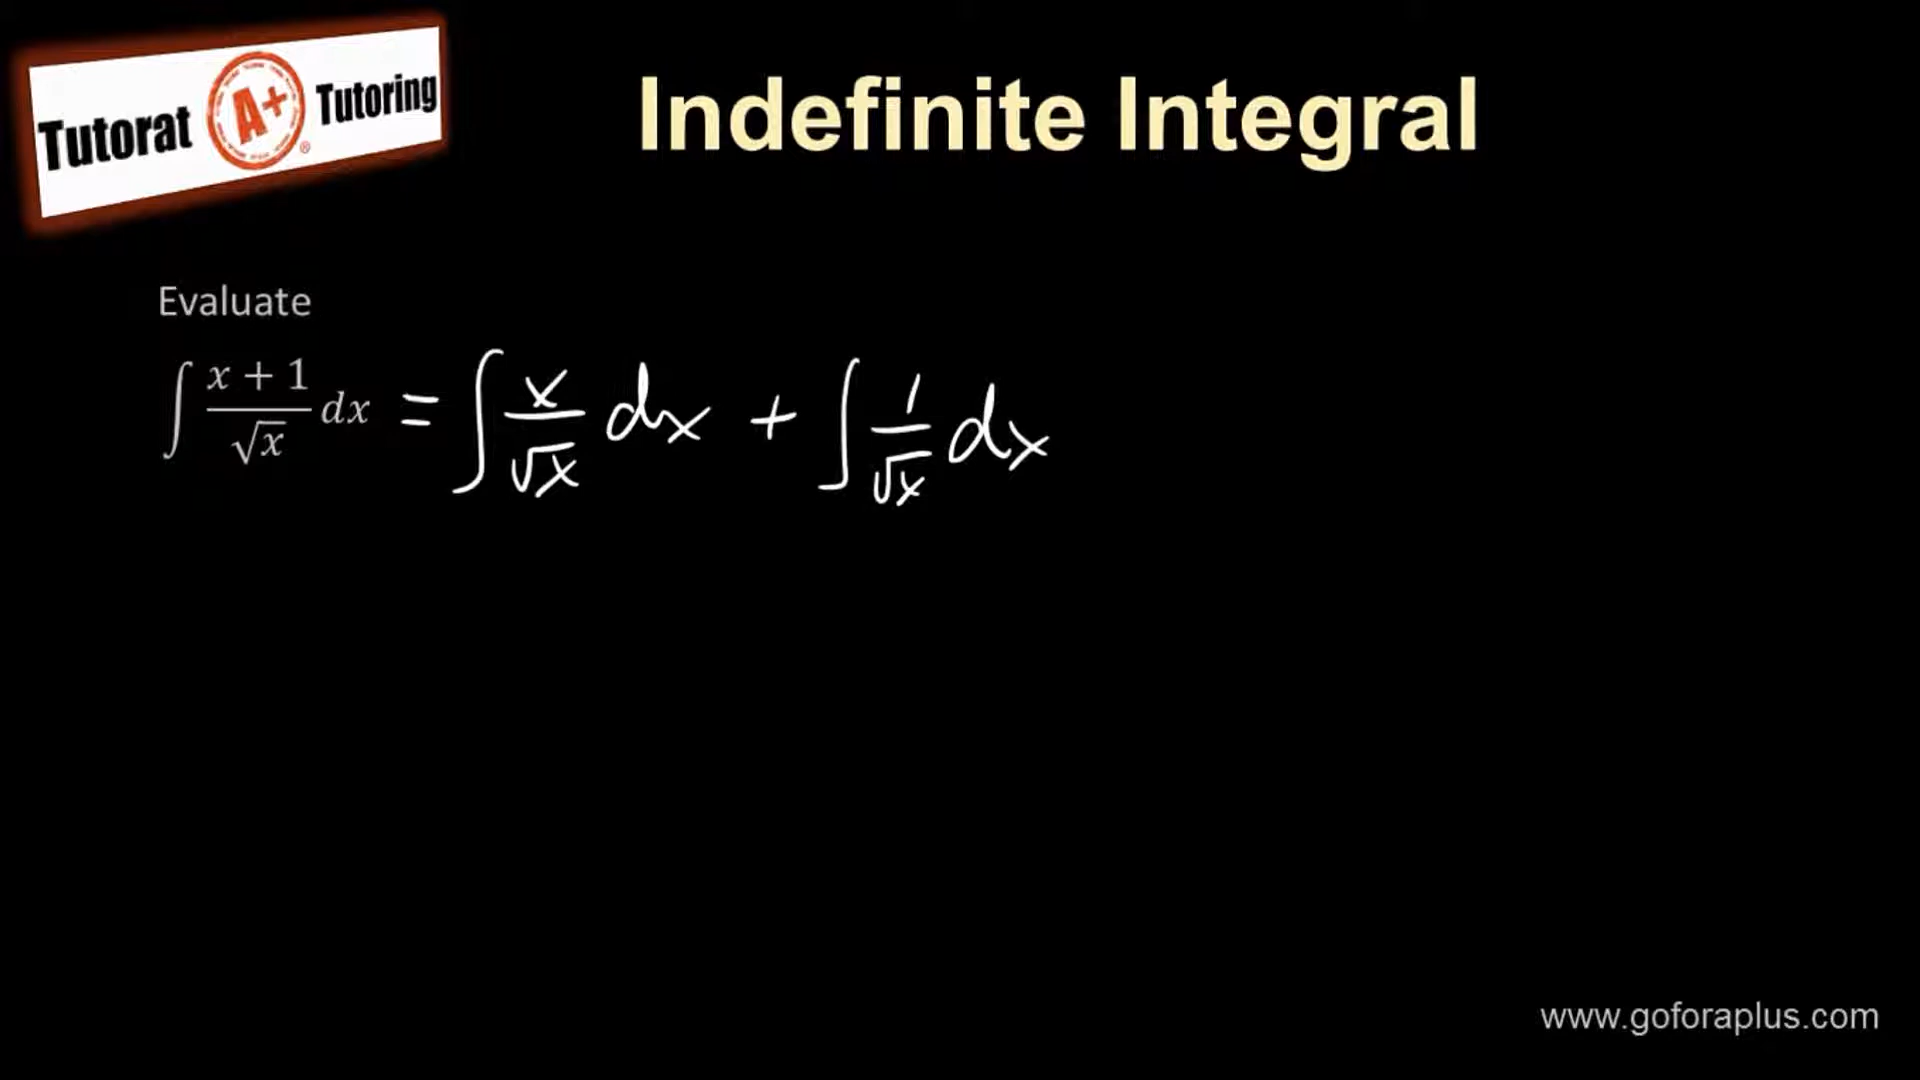 Tutorat A+ Tutoring ®
Indefinite Integral
Evaluate
∫ (x + 1)/√x dx = ∫ x/√x dx + ∫ 1/√x dx
www.goforaplus.com